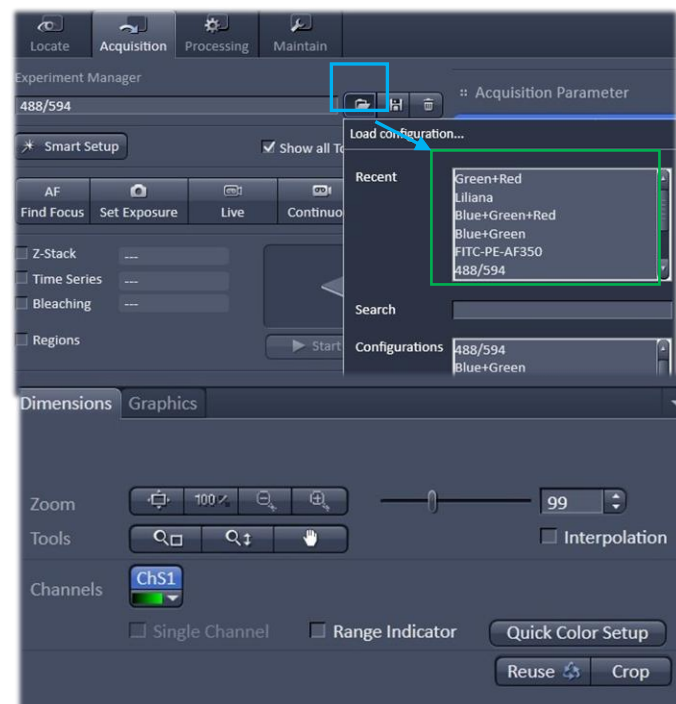 Locate Acquisition Processing Maintain
Experiment Manager
488/594
Acquisition Parameter
Smart Setup
Show all To
Load configuration...
AF
Find Focus Set Exposure Live Continuo
Recent
Green+Red
Liliana
Blue+Green+Red
Blue+Green
FITC-PE-AF350
488/594
Z-Stack ---
Time Series ---
Bleaching ---
Regions
Start
Search
Configurations
488/594
Blue+Green
Dimensions Graphics
Zoom 100% 99
Tools Interpolation
Channels ChS1
Single Channel Range Indicator Quick Color Setup
Reuse Crop